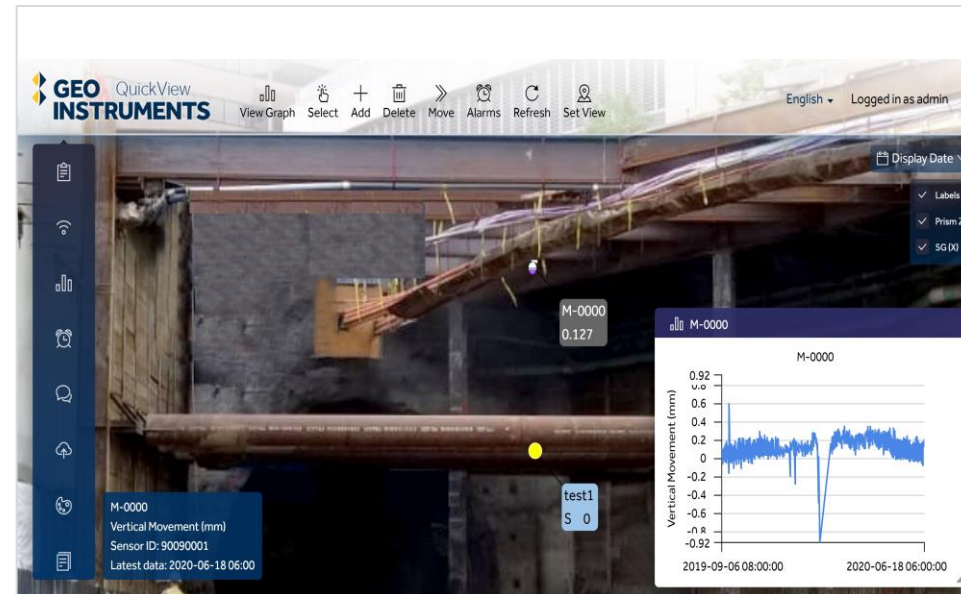 GEO QuickView
INSTRUMENTS
View Graph Select Add Delete Move Alarms Refresh Set View
English Logged in as admin
Display Date
Labels
Prism Z
SG (X)
M-0000
0.127
test1
S 0
M-0000
Vertical Movement (mm)
Sensor ID: 90090001
Latest data: 2020-06-18 06:00
M-0000
M-0000
Vertical Movement (mm)
0.92
0.8
0.6
0.4
0.2
0
-0.2
-0.4
-0.6
-0.8
-0.92
2019-09-06 08:00:00 2020-06-18 06:00:00